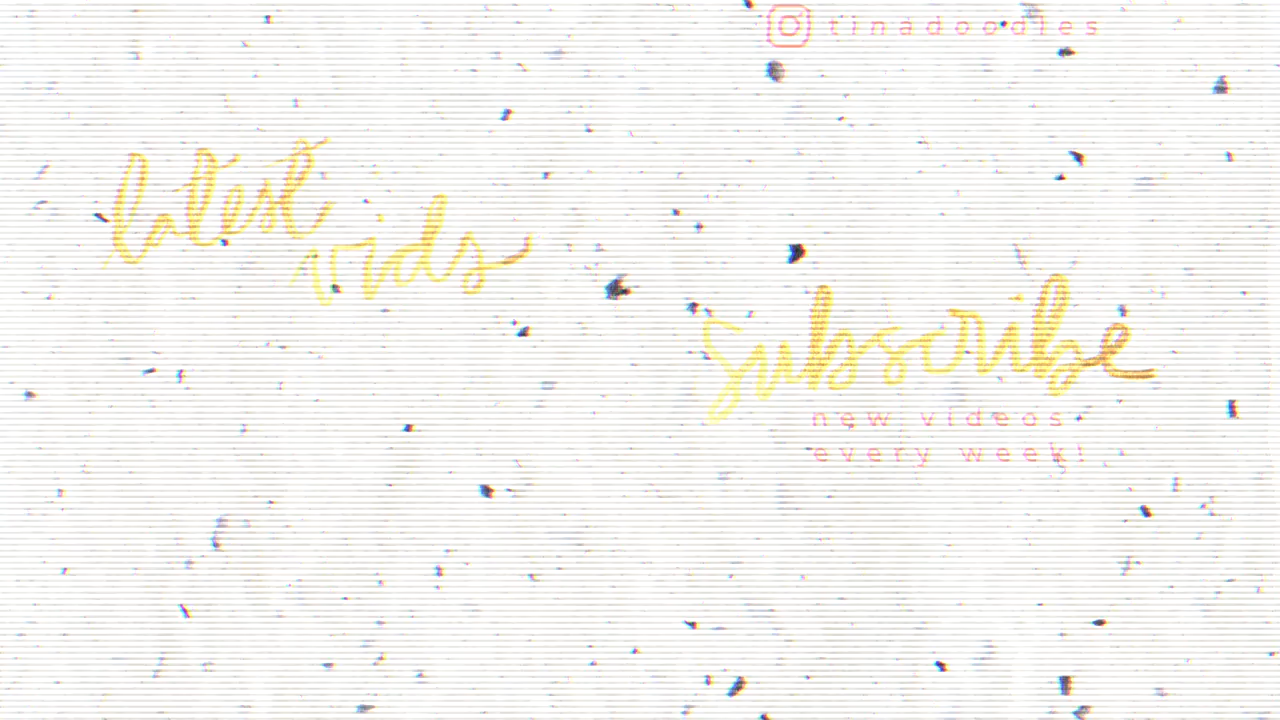 tinadoodles
latest
vids
subscribe
new videos
every week!